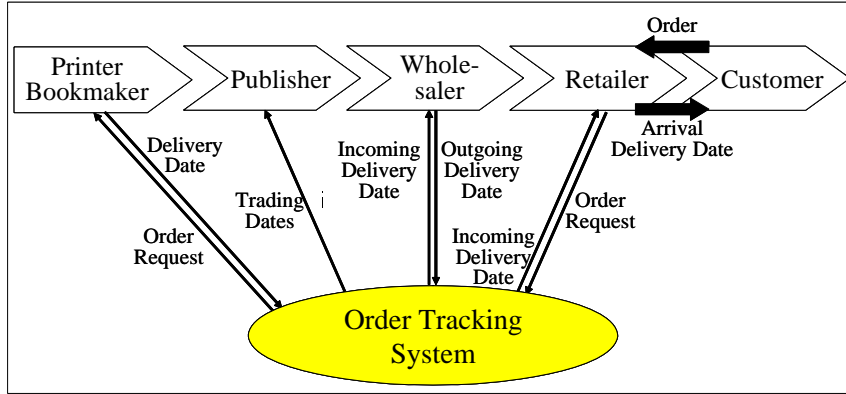 Order
Printer
Bookmaker
Publisher
Whole-
saler
Retailer
Customer
Arrival
Delivery Date
Delivery
Date
Incoming
Delivery
Date
Outgoing
Delivery
Date
Trading
Dates
Order
Request
Order
Request
Incoming
Delivery
Date
Order Tracking
System